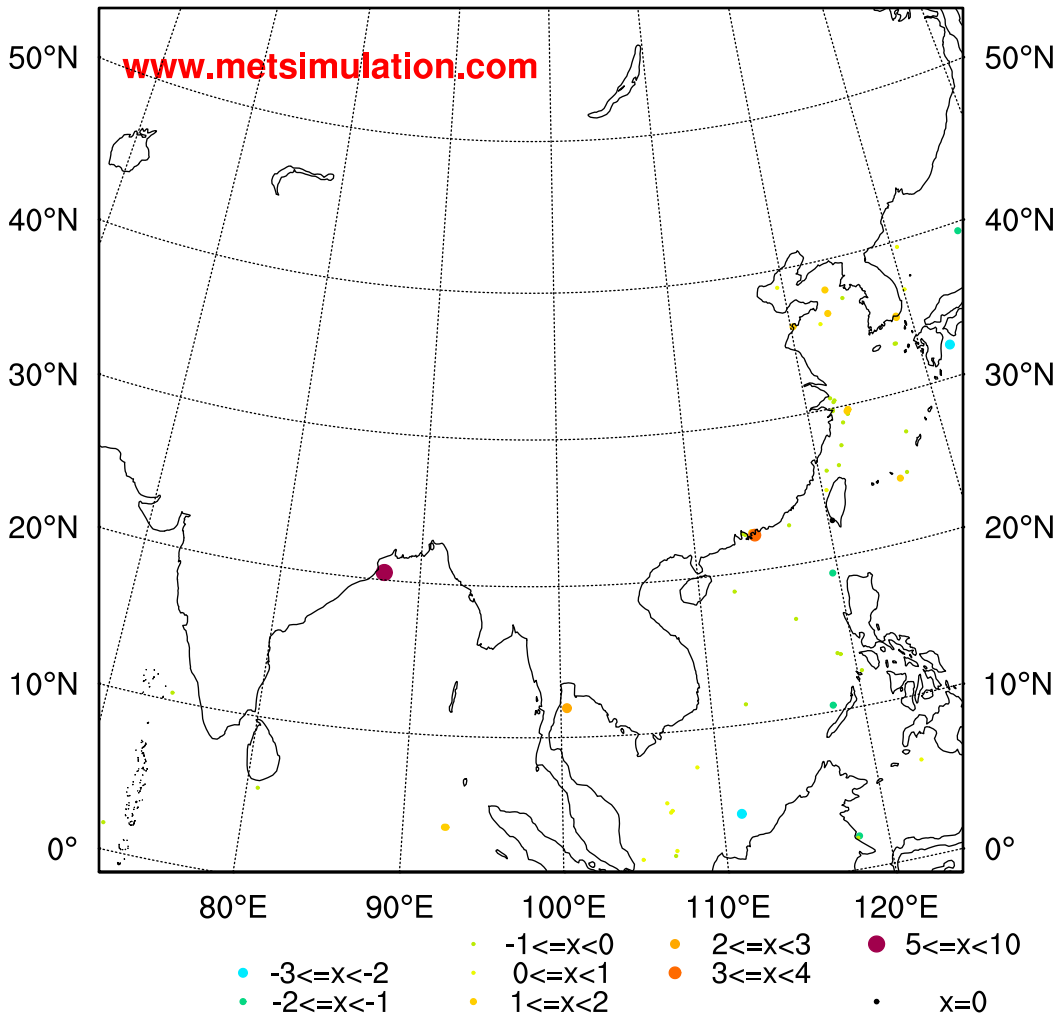 www.metsimulation.com
50°N 50°N
40°N 40°N
30°N 30°N
20°N 20°N
10°N 10°N
0° 0°
80°E 90°E 100°E 110°E 120°E
-1<=x<0 2<=x<3 5<=x<10
-3<=x<-2 0<=x<1 3<=x<4
-2<=x<-1 1<=x<2 x=0